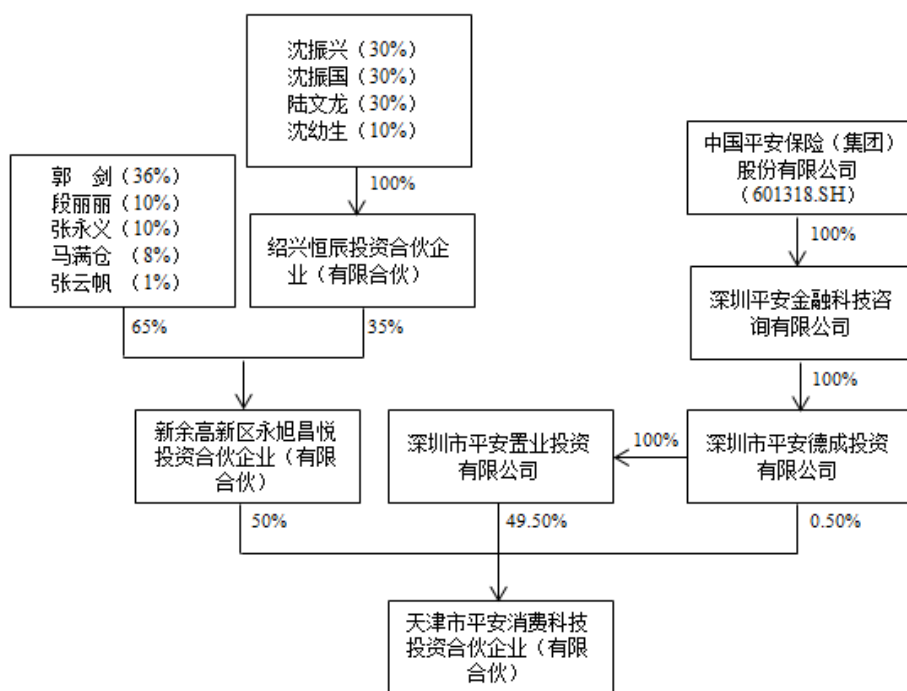 沈振兴（30%）
沈振国（30%）
陆文龙（30%）
沈幼生（10%）
郭　剑（36%）
段丽丽（10%）
张永义（10%）
马满仓　（8%）
张云帆　（1%）
100%
绍兴恒辰投资合伙企
业（有限合伙）
中国平安保险（集团）
股份有限公司
（601318.SH）
100%
深圳平安金融科技咨
询有限公司
65%
35%
100%
新余高新区永旭昌悦
投资合伙企业（有限
合伙）
深圳市平安置业投资
有限公司
100%
深圳市平安德成投资
有限公司
50%
49.50%
0.50%
天津市平安消费科技
投资合伙企业（有限
合伙）